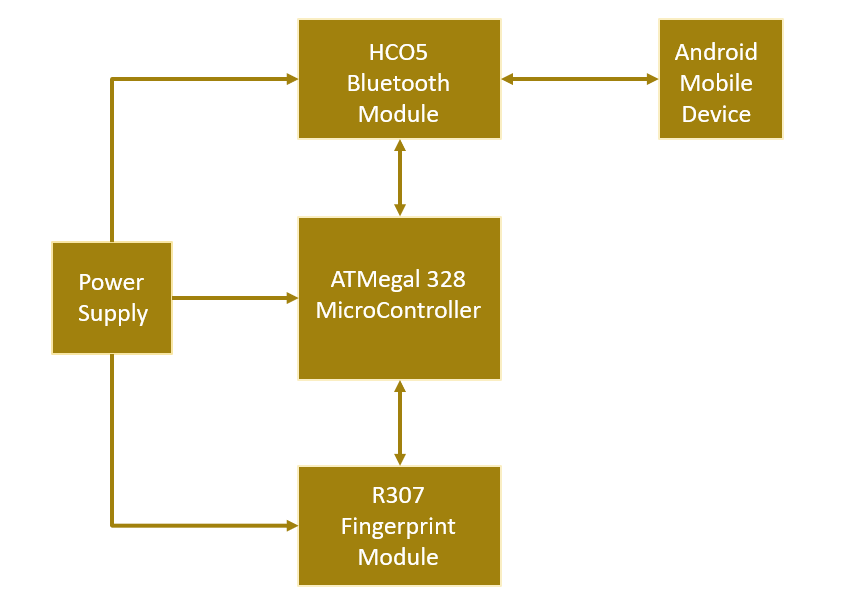 HCO5
Bluetooth
Module
Android
Mobile
Device
Power
Supply
ATMegal 328
MicroController
R307
Fingerprint
Module